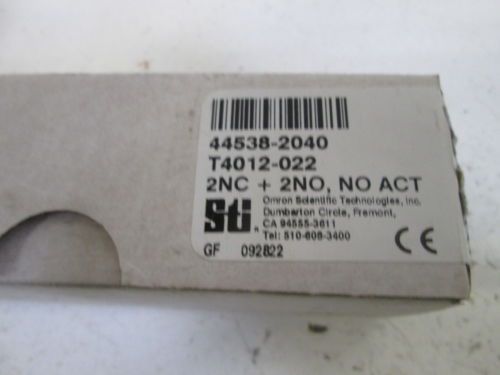 44538-2040
T4012-022
2NC + 2NO, NO ACT
Sti
Omron Scientific Technologies, Inc.
Dumbarton Circle, Fremont,
CA 94555-3611
Tel: 510-608-3400
CE
GF 092822